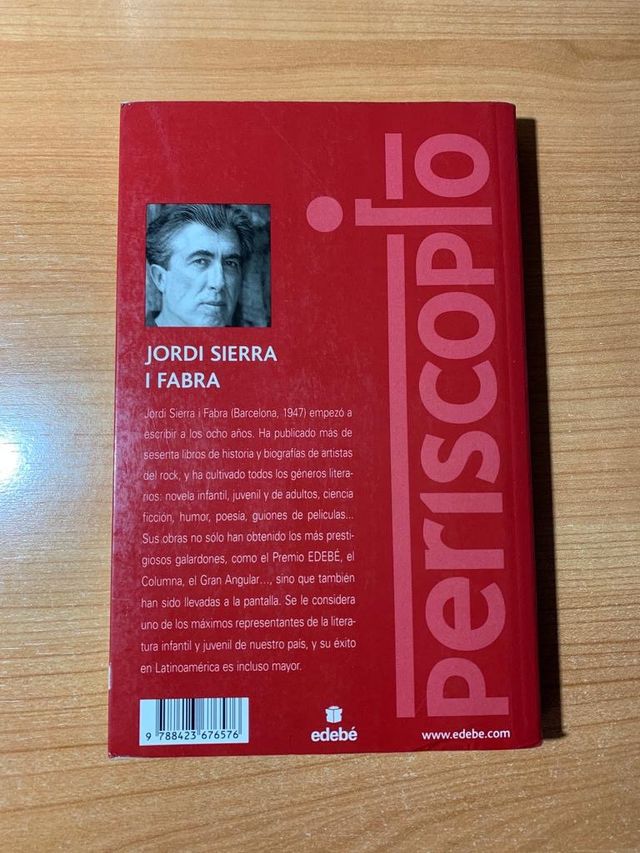 JORDI SIERRA
I FABRA
Jordi Sierra i Fabra (Barcelona, 1947) empezó a
escribir a los ocho años. Ha publicado más de
sesenta libros de historia y biografías de artistas
del rock, y ha cultivado todos los géneros litera-
rios: novela infantil, juvenil y de adultos, ciencia
ficción, humor, poesía, guiones de películas...
Sus obras no sólo han obtenido los más presti-
giosos galardones, como el Premio EDEBÉ, el
Columna, el Gran Angular..., sino que también
han sido llevadas a la pantalla. Se le considera
uno de los máximos representantes de la litera-
tura infantil y juvenil de nuestro país, y su éxito
en Latinoamérica es incluso mayor.
9 788423 676576
edebé
www.edebe.com
periscopio